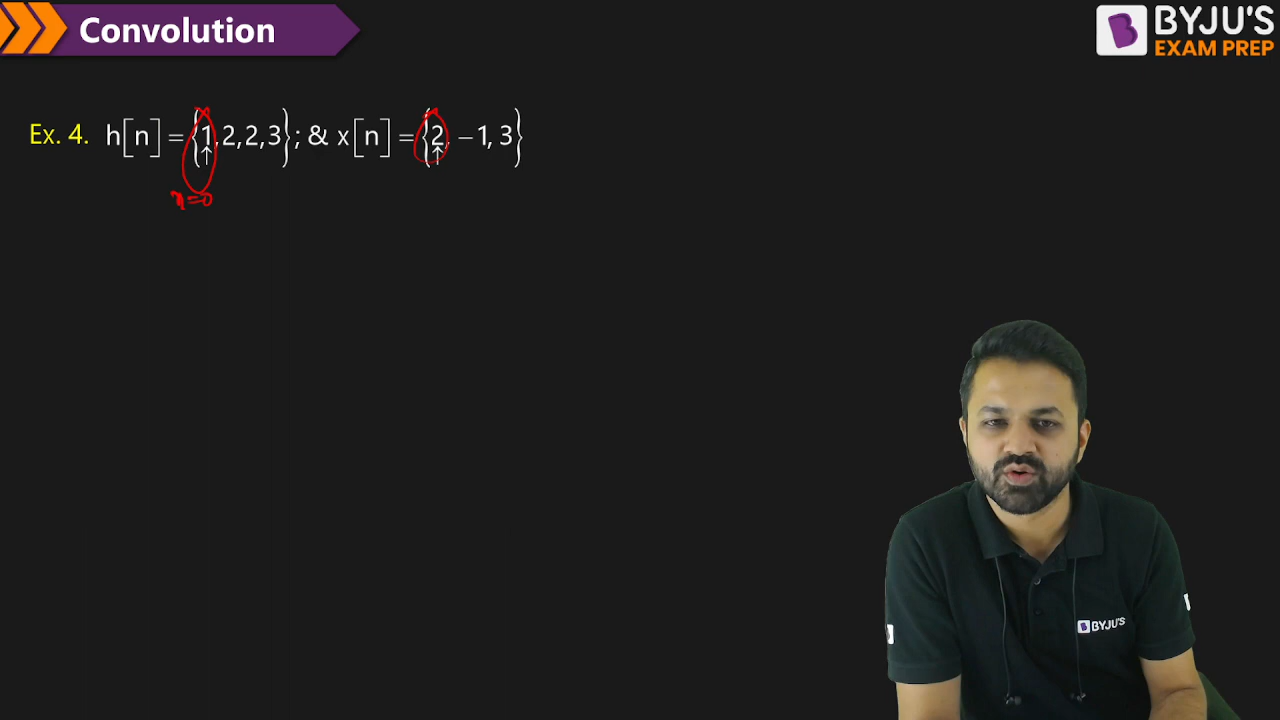 Convolution
BYJU'S
EXAM PREP
Ex. 4. h[n] = {1,2,2,3}; & x[n] = {2, −1, 3}
↑ ↑
n=0
BYJU'S